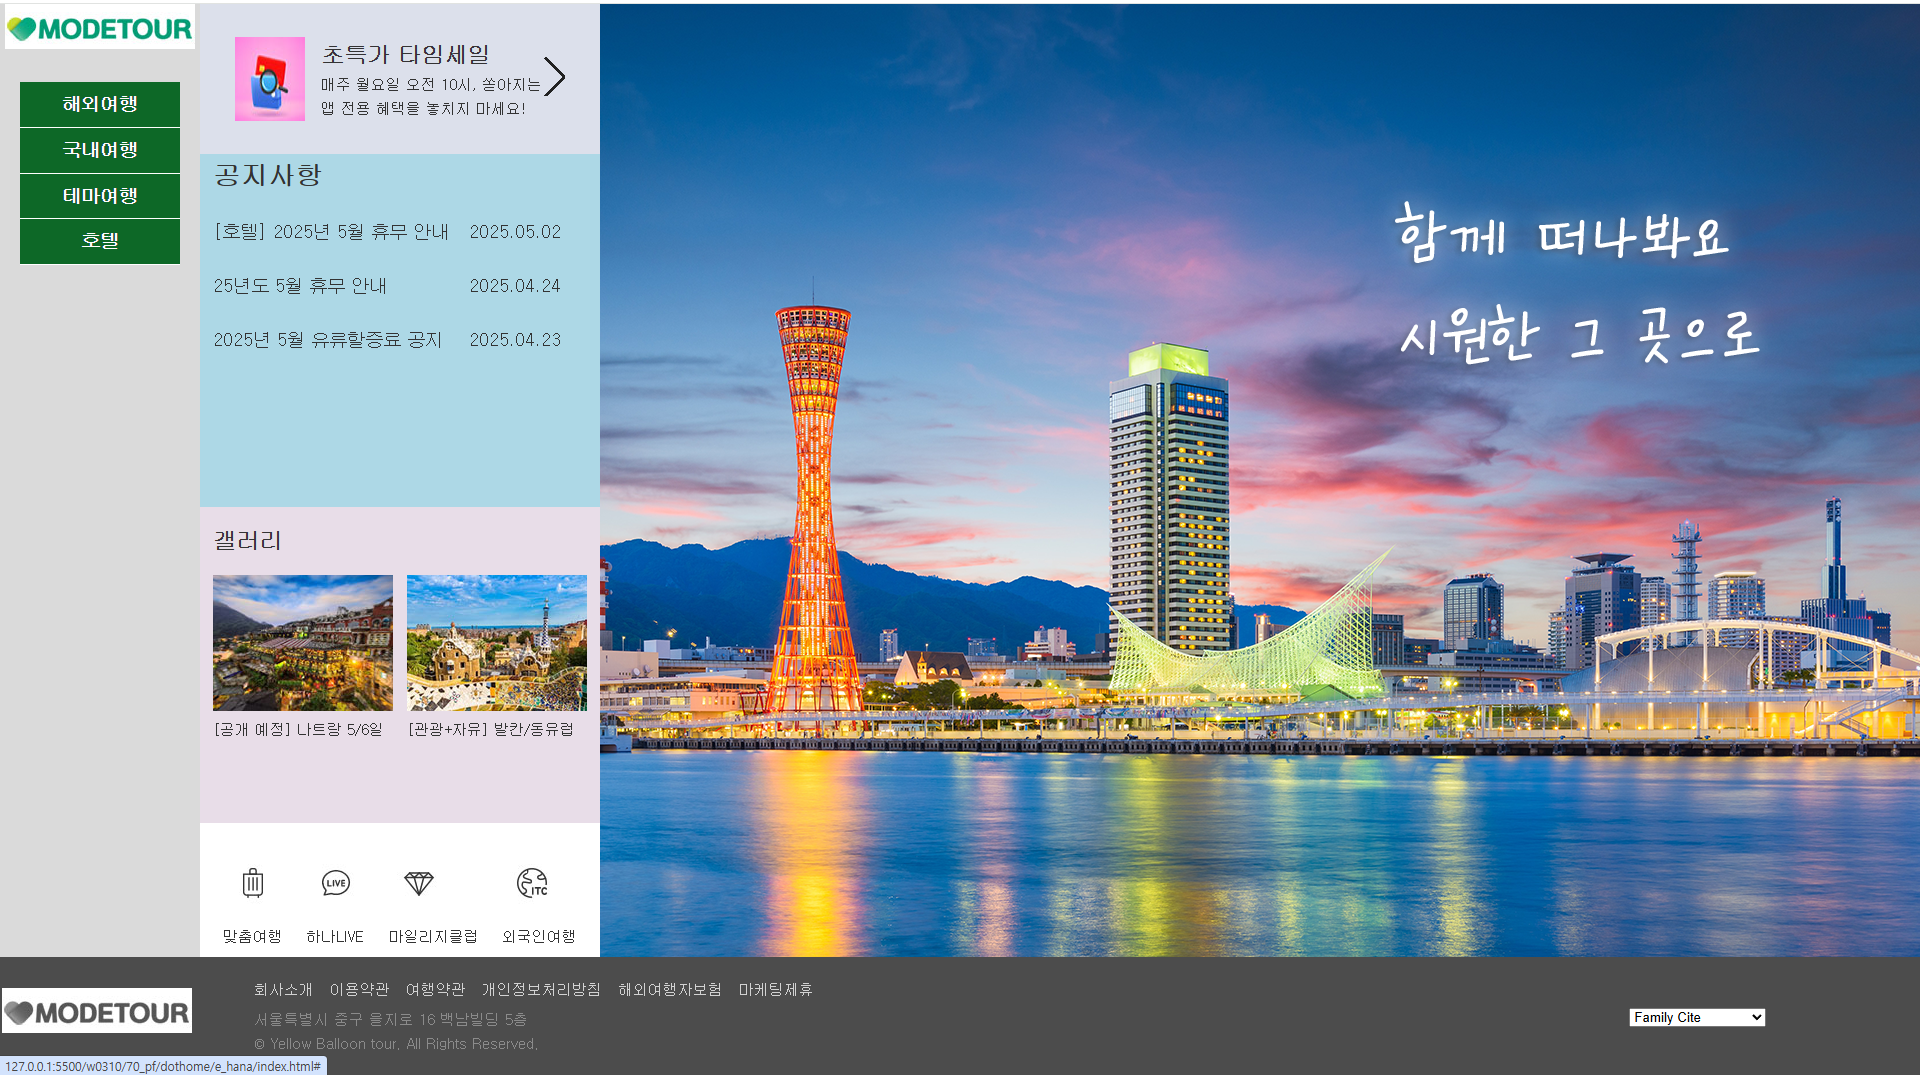 MODETOUR
해외여행
국내여행
테마여행
호텔
초특가 타임세일
매주 월요일 오전 10시, 쏟아지는
앱 전용 혜택을 놓치지 마세요!
공지사항
[호텔] 2025년 5월 휴무 안내 2025.05.02
25년도 5월 휴무 안내 2025.04.24
2025년 5월 유류할증료 공지 2025.04.23
갤러리
[공개 예정] 나트랑 5/6일
[관광+자유] 발칸/동유럽
LIVE
ITC
맞춤여행
하나LIVE
마일리지클럽
외국인여행
함께 떠나봐요
시원한 그 곳으로
MODETOUR
회사소개 이용약관 여행약관 개인정보처리방침 해외여행자보험 마케팅제휴
서울특별시 중구 을지로 16 백남빌딩 5층
© Yellow Balloon tour. All Rights Reserved.
Family Cite
127.0.0.1:5500/w0310/70_pf/dothome/e_hana/index.html#